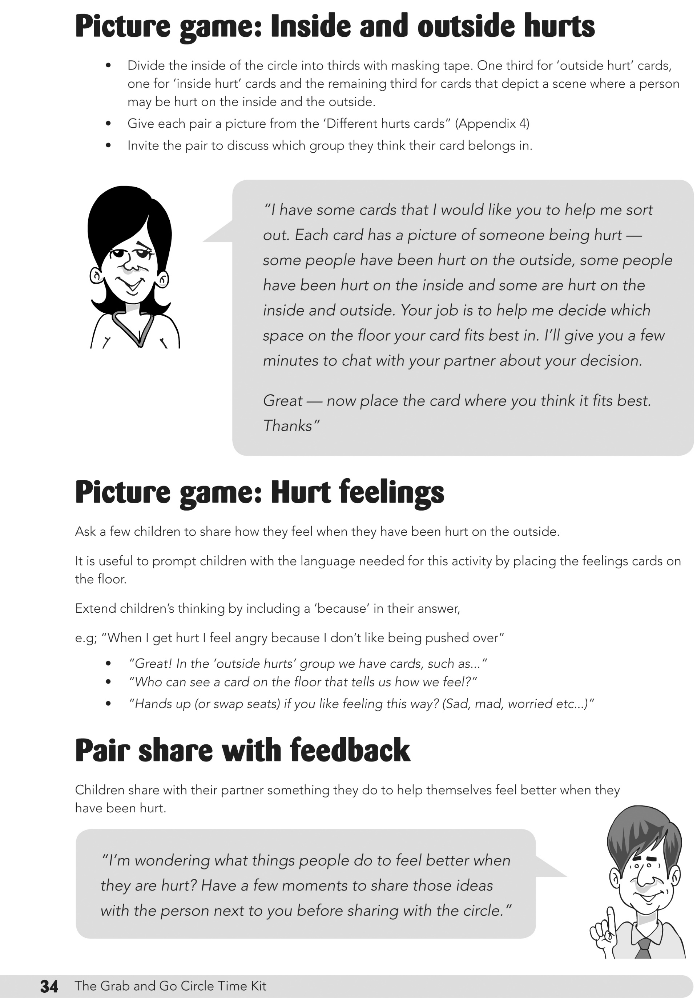 Picture game: Inside and outside hurts
• Divide the inside of the circle into thirds with masking tape. One third for ‘outside hurt’ cards,
one for ‘inside hurt’ cards and the remaining third for cards that depict a scene where a person
may be hurt on the inside and the outside.
• Give each pair a picture from the ‘Different hurts cards” (Appendix 4)
• Invite the pair to discuss which group they think their card belongs in.
“I have some cards that I would like you to help me sort
out. Each card has a picture of someone being hurt —
some people have been hurt on the outside, some people
have been hurt on the inside and some are hurt on the
inside and outside. Your job is to help me decide which
space on the floor your card fits best in. I’ll give you a few
minutes to chat with your partner about your decision.
Great — now place the card where you think it fits best.
Thanks”
Picture game: Hurt feelings
Ask a few children to share how they feel when they have been hurt on the outside.
It is useful to prompt children with the language needed for this activity by placing the feelings cards on
the floor.
Extend children’s thinking by including a ‘because’ in their answer,
e.g; “When I get hurt I feel angry because I don’t like being pushed over”
• “Great! In the ‘outside hurts’ group we have cards, such as...”
• “Who can see a card on the floor that tells us how we feel?”
• “Hands up (or swap seats) if you like feeling this way? (Sad, mad, worried etc...)”
Pair share with feedback
Children share with their partner something they do to help themselves feel better when they
have been hurt.
“I’m wondering what things people do to feel better when
they are hurt? Have a few moments to share those ideas
with the person next to you before sharing with the circle.”
34 The Grab and Go Circle Time Kit